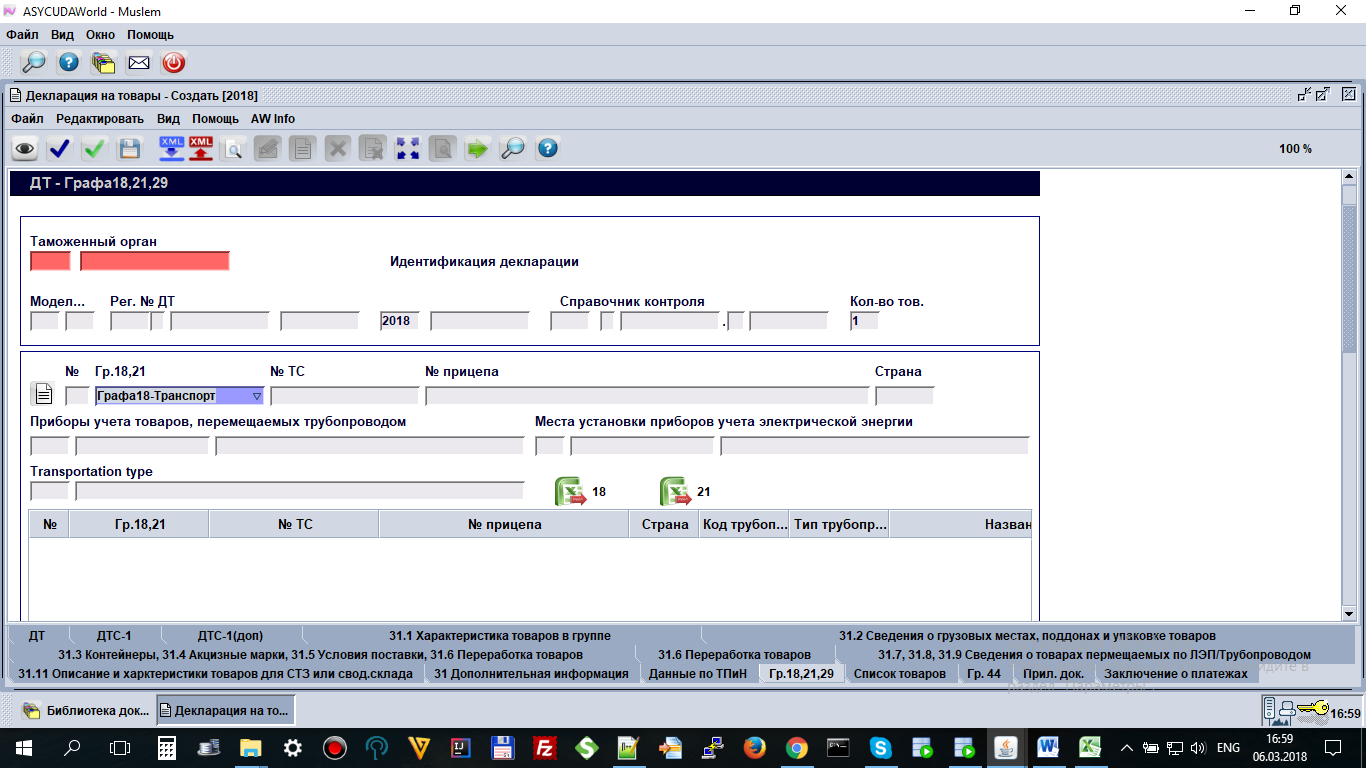 ASYCUDAWorld - Muslem
Файл Вид Окно Помощь
Декларация на товары - Создать [2018]
Файл Редактировать Вид Помощь AW Info
XML XML
100 %
ДТ - Графа18,21,29
Таможенный орган
Идентификация декларации
Модел... Рег. № ДТ Справочник контроля Кол-во тов.
2018 . 1
№ Гр.18,21 № ТС № прицепа Страна
Графа18-Транспорт
Приборы учета товаров, перемещаемых трубопроводом Места установки приборов учета электрической энергии
Transportation type
18 21
№ Гр.18,21 № ТС № прицепа Страна Код трубоп... Тип трубопр... Назван
ДТ ДТС-1 ДТС-1(доп) 31.1 Характеристика товаров в группе 31.2 Сведения о грузовых местах, поддонах и упаковке товаров
31.3 Контейнеры, 31.4 Акцизные марки, 31.5 Условия поставки, 31.6 Переработка товаров 31.6 Переработка товаров 31.7, 31.8, 31.9 Сведения о товарах пермещаемых по ЛЭП/Трубопроводом
31.11 Описание и харктеристики товаров для СТЗ или свод.склада 31 Дополнительная информация Данные по ТПиН Гр.18,21,29 Список товаров Гр. 44 Прил. док. Заключение о платежах
Библиотека док... Декларация на то... 16:59
ENG 16:59
06.03.2018